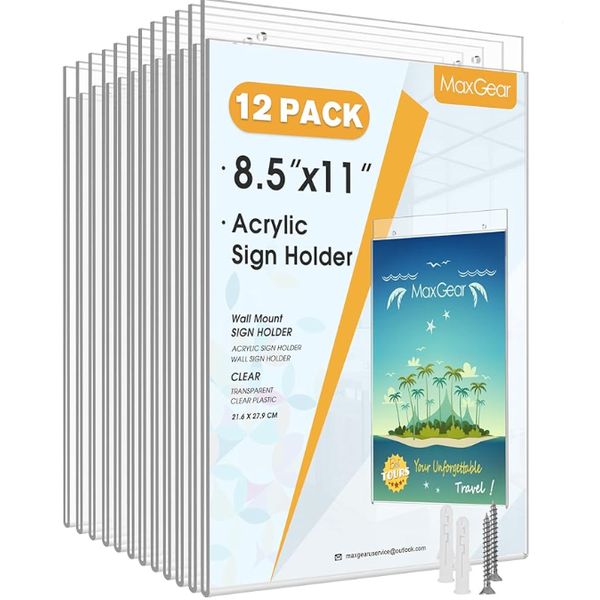 MaxGear
12 PACK
· 8.5"x11"
· Acrylic
Sign Holder
Wall Mount
SIGN HOLDER
ACRYLIC SIGN HOLDER
WALL SIGN HOLDER
CLEAR
TRANSPARENT
CLEAR PLASTIC
21.6 X 27.9 CM
MaxGear
TOURS
Your Unforgettable
Travel !
maxgearuservice@outlook.com